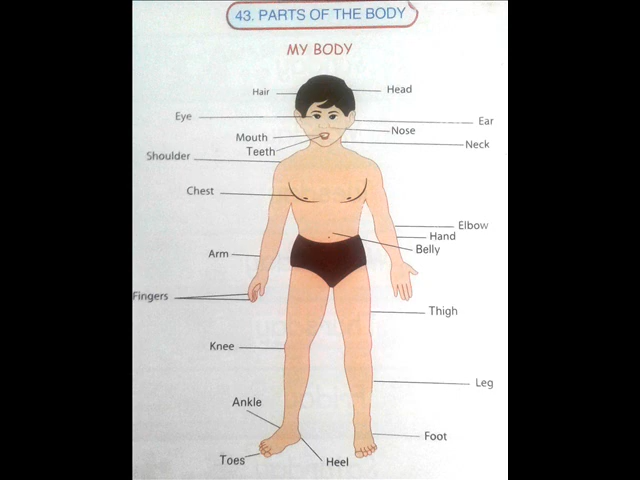 43. PARTS OF THE BODY
MY BODY
Hair
Head
Eye
Ear
Nose
Mouth
Neck
Teeth
Shoulder
Chest
Elbow
Hand
Belly
Arm
Fingers
Thigh
Knee
Leg
Ankle
Foot
Toes
Heel